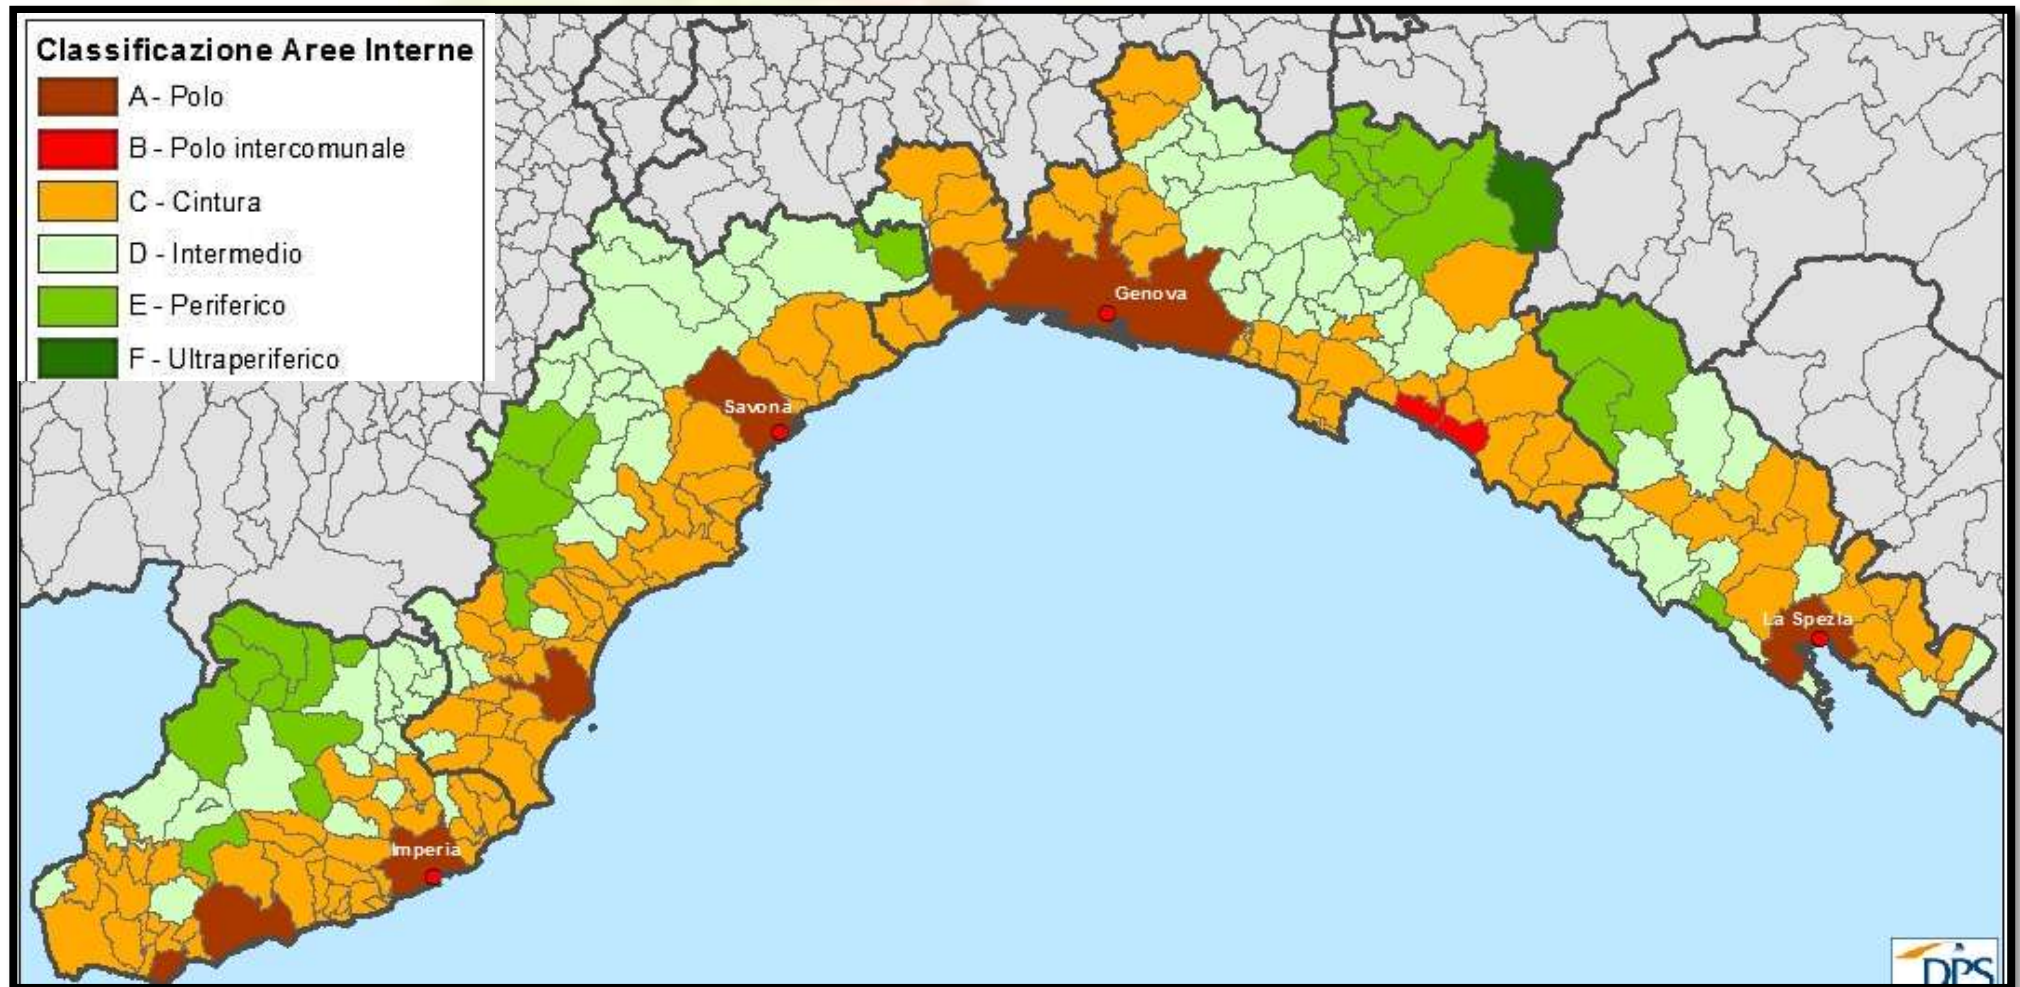 Classificazione Aree Interne
A - Polo
B - Polo intercomunale
C - Cintura
D - Intermedio
E - Periferico
F - Ultraperiferico
Genova
Savona
La Spezia
Imperia
DPS